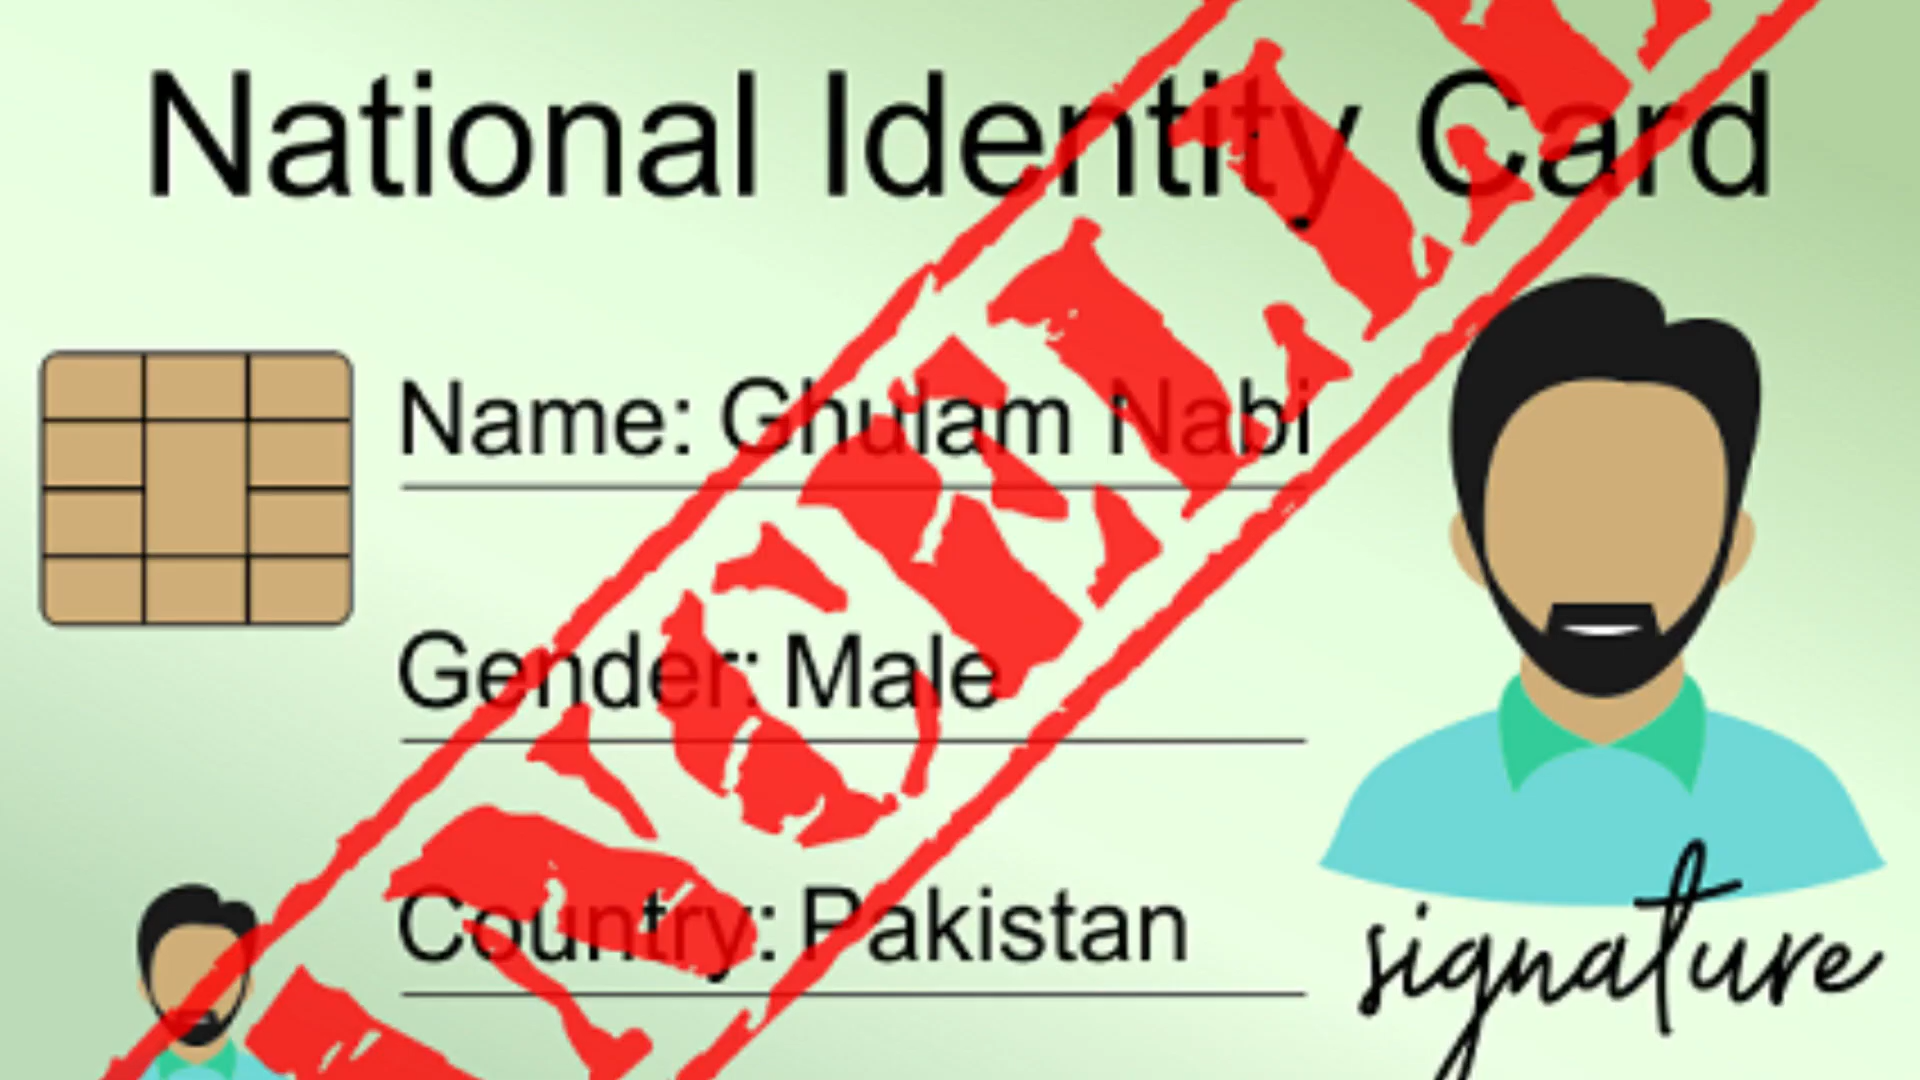 National Identity Card
Name: Ghulam Nabi
Gender: Male
Country: Pakistan
signature